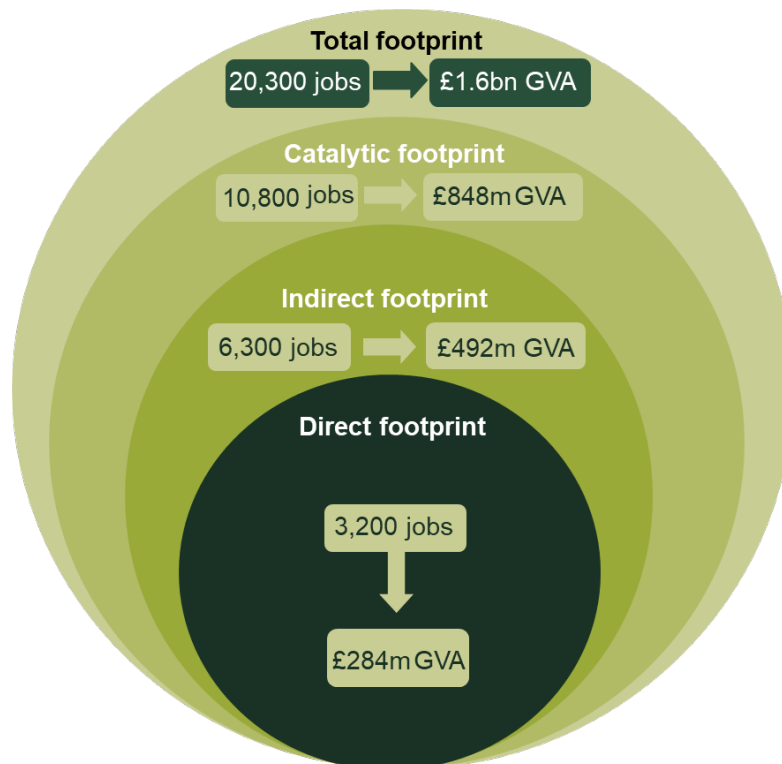 Total footprint
20,300 jobs £1.6bn GVA
Catalytic footprint
10,800 jobs £848m GVA
Indirect footprint
6,300 jobs £492m GVA
Direct footprint
3,200 jobs
£284m GVA